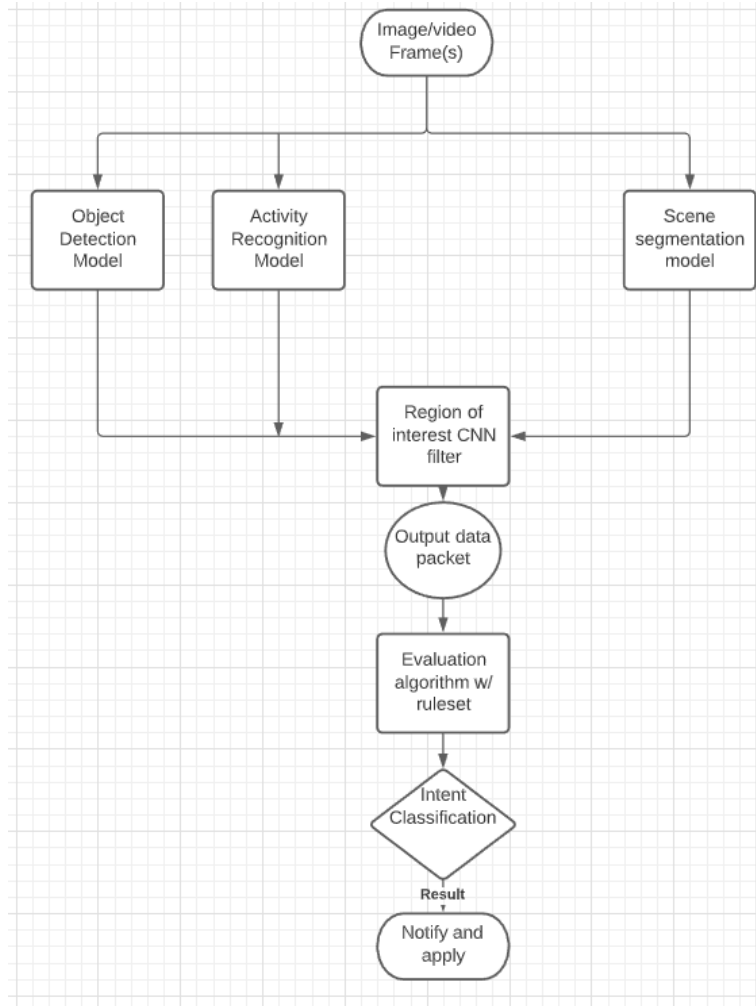 Image/video
Frame(s)
Object
Detection
Model
Activity
Recognition
Model
Scene
segmentation
model
Region of
interest CNN
filter
Output data
packet
Evaluation
algorithm w/
ruleset
Intent
Classification
Result
Notify and
apply